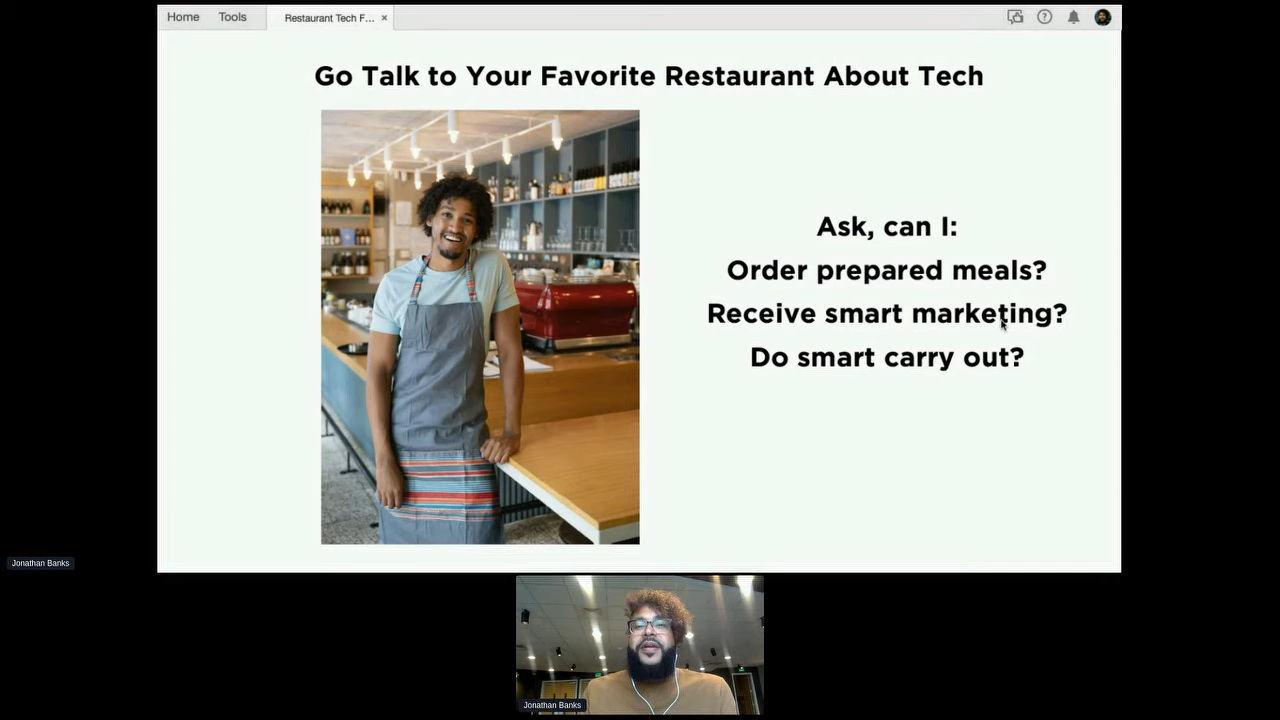 Home Tools Restaurant Tech F... ×
Go Talk to Your Favorite Restaurant About Tech
Ask, can I:
Order prepared meals?
Receive smart marketing?
Do smart carry out?
Jonathan Banks
Jonathan Banks